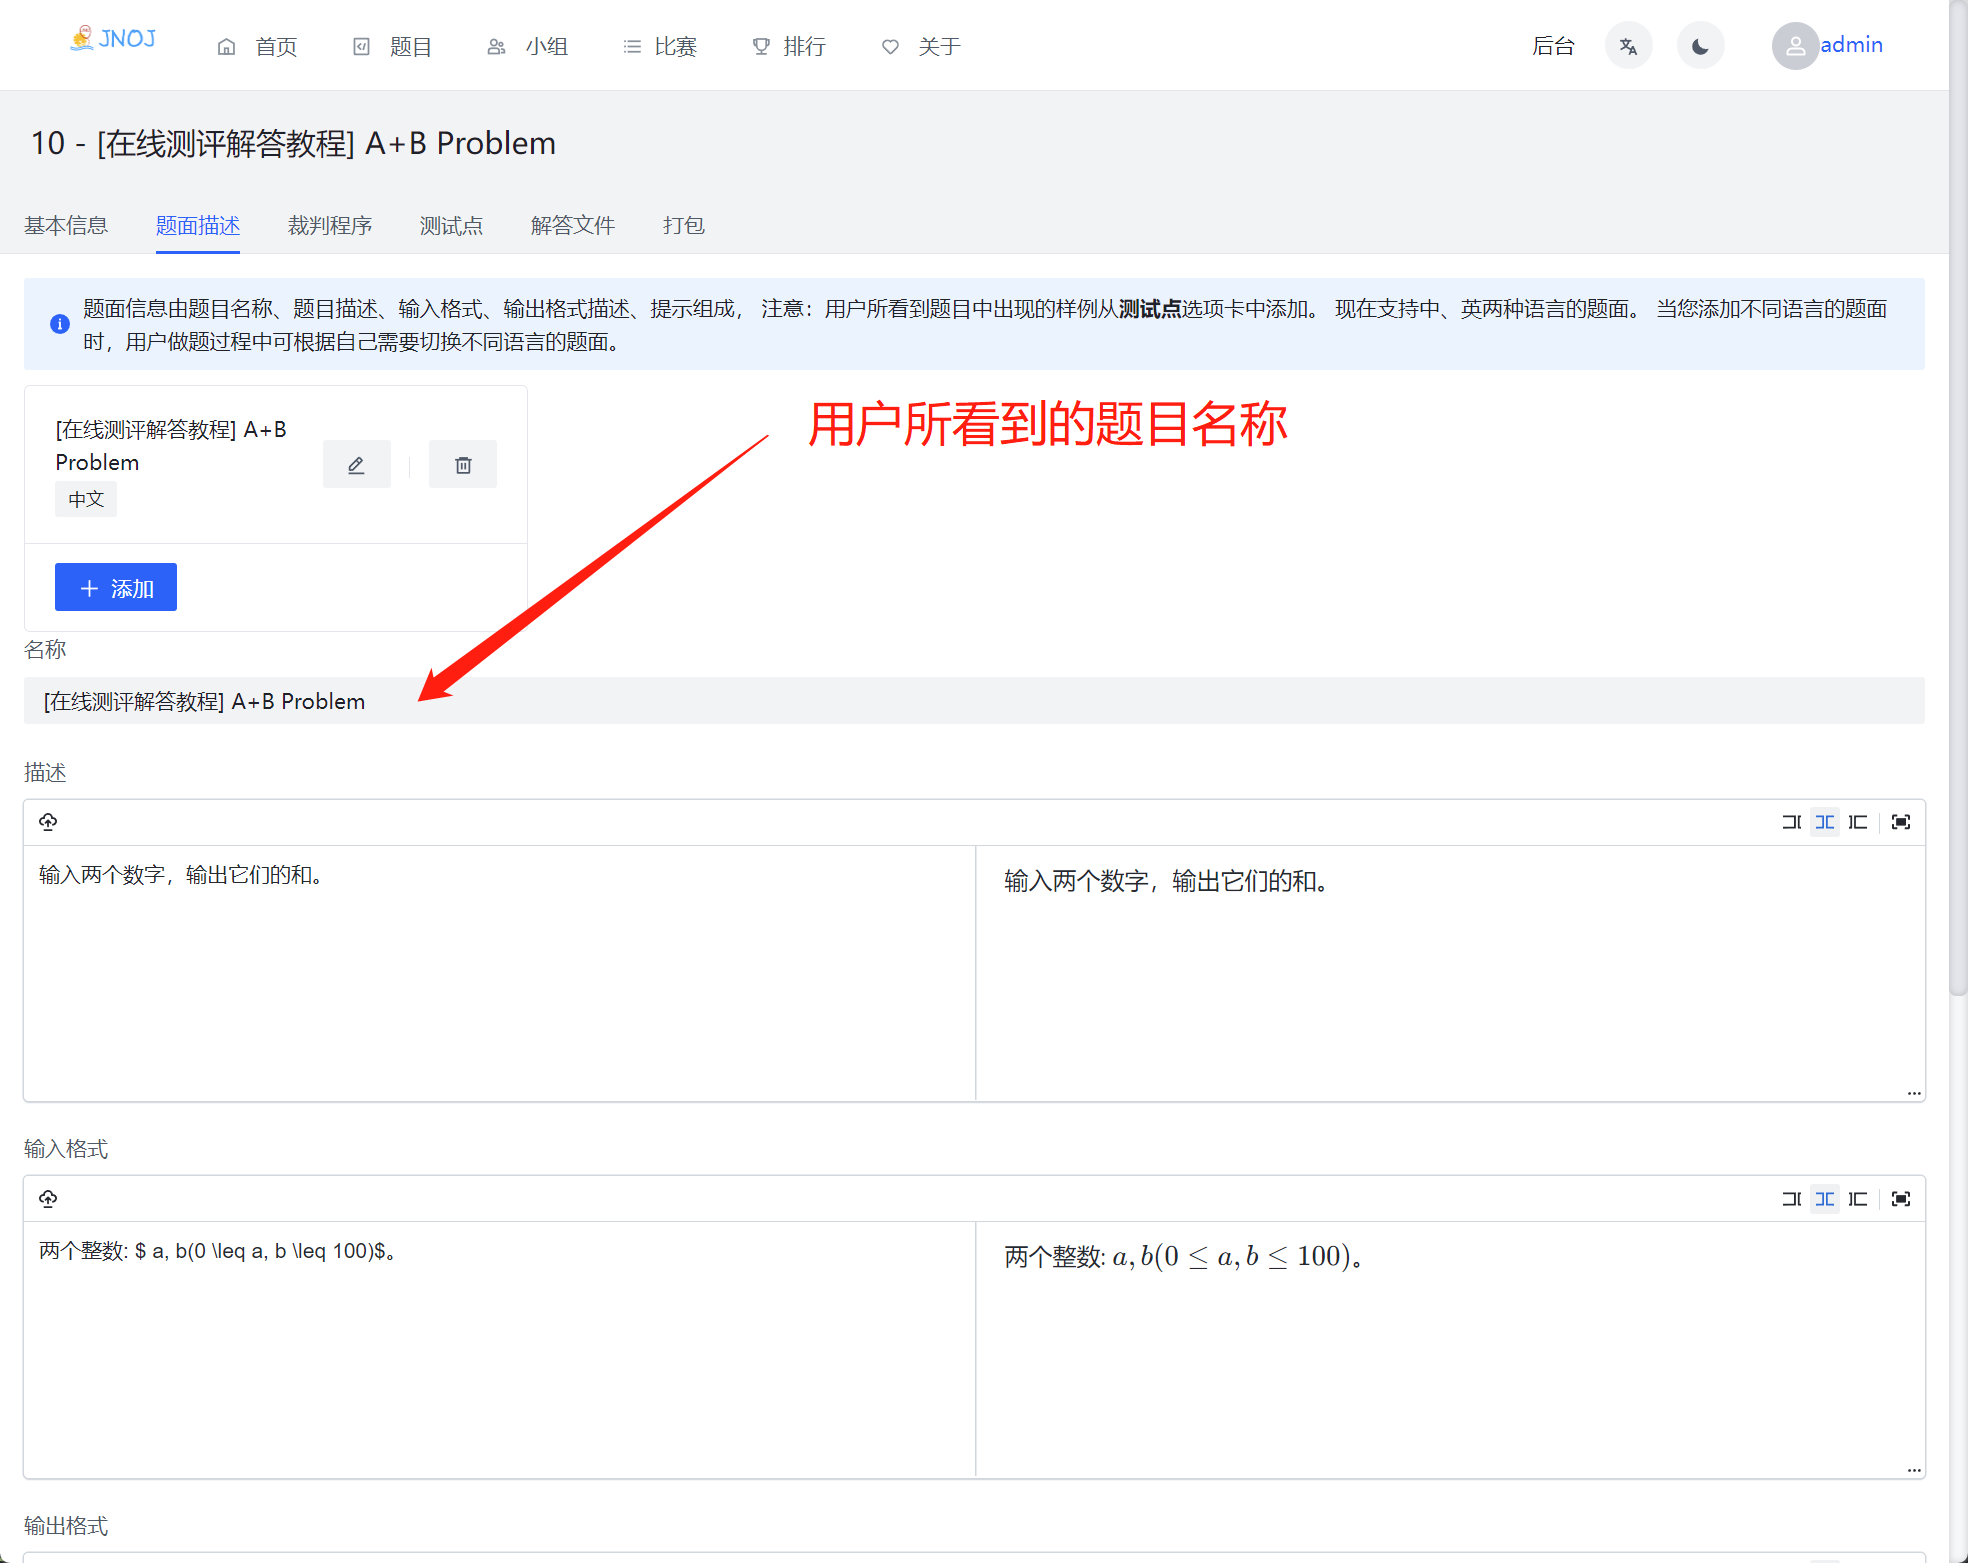 JNOJ 首页 题目 小组 比赛 排行 关于 后台 admin
10 - [在线测评解答教程] A+B Problem
基本信息 题面描述 裁判程序 测试点 解答文件 打包
题面信息由题目名称、题目描述、输入格式、输出格式描述、提示组成， 注意：用户所看到题目中出现的样例从测试点选项卡中添加。 现在支持中、英两种语言的题面。 当您添加不同语言的题面
时，用户做题过程中可根据自己需要切换不同语言的题面。
用户所看到的题目名称
[在线测评解答教程] A+B
Problem
中文
添加
名称
[在线测评解答教程] A+B Problem
描述
输入两个数字，输出它们的和。
输入两个数字，输出它们的和。
输入格式
两个整数: $ a, b(0 \leq a, b \leq 100)$。
两个整数: a, b(0 ≤ a, b ≤ 100)。
输出格式